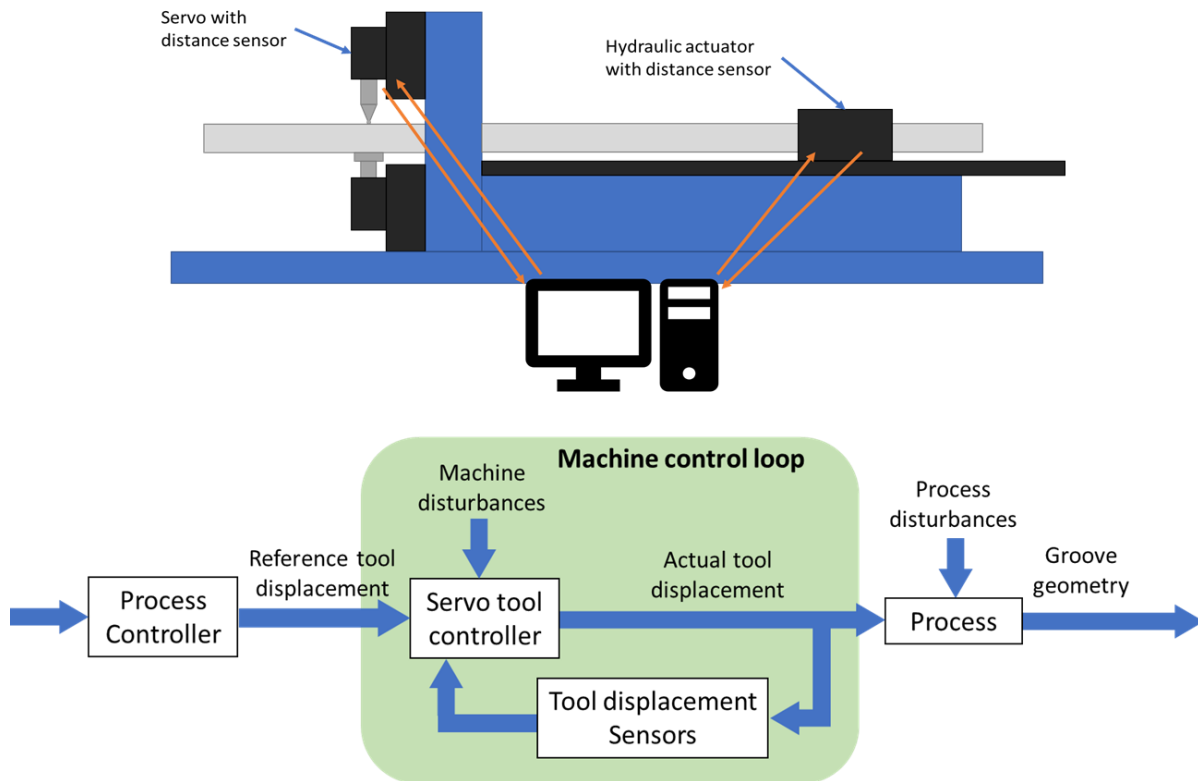 Servo with
distance sensor
Hydraulic actuator
with distance sensor
Machine control loop
Machine
disturbances
Process
disturbances
Reference tool
displacement
Actual tool
displacement
Groove
geometry
Process
Controller
Servo tool
controller
Process
Tool displacement
Sensors